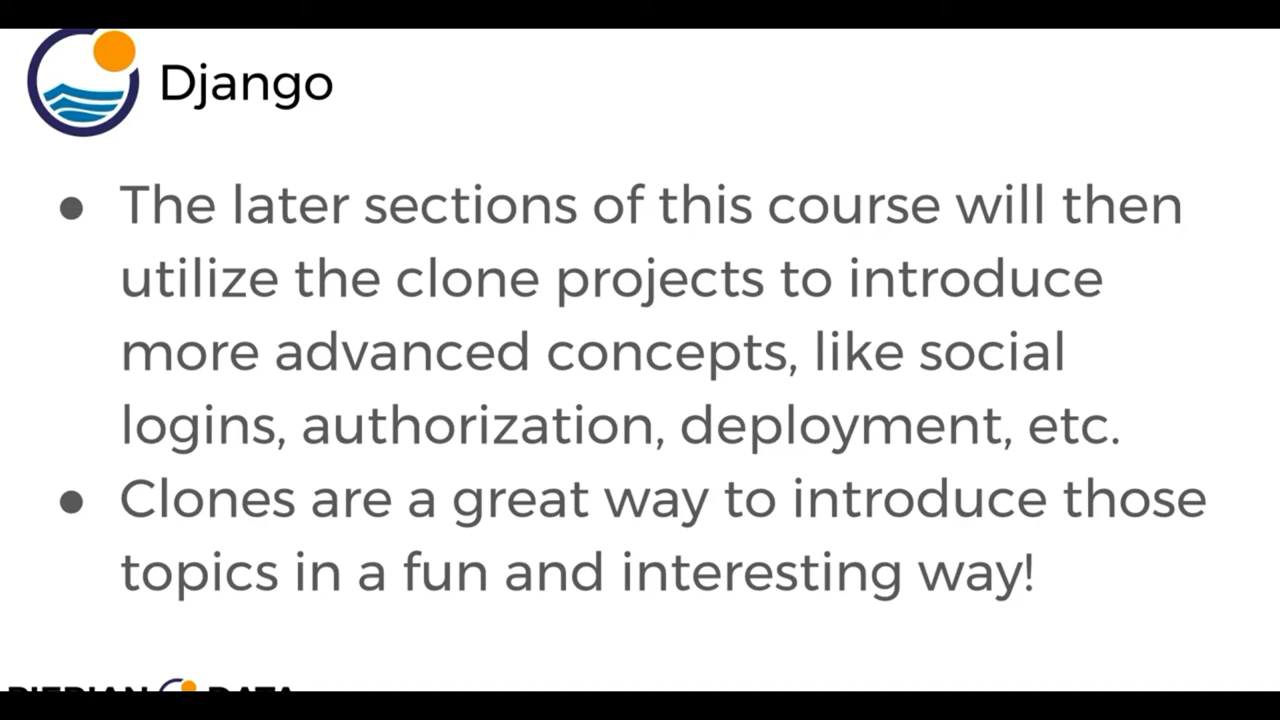 Django
● The later sections of this course will then
utilize the clone projects to introduce
more advanced concepts, like social
logins, authorization, deployment, etc.
● Clones are a great way to introduce those
topics in a fun and interesting way!
PIERIAN DATA